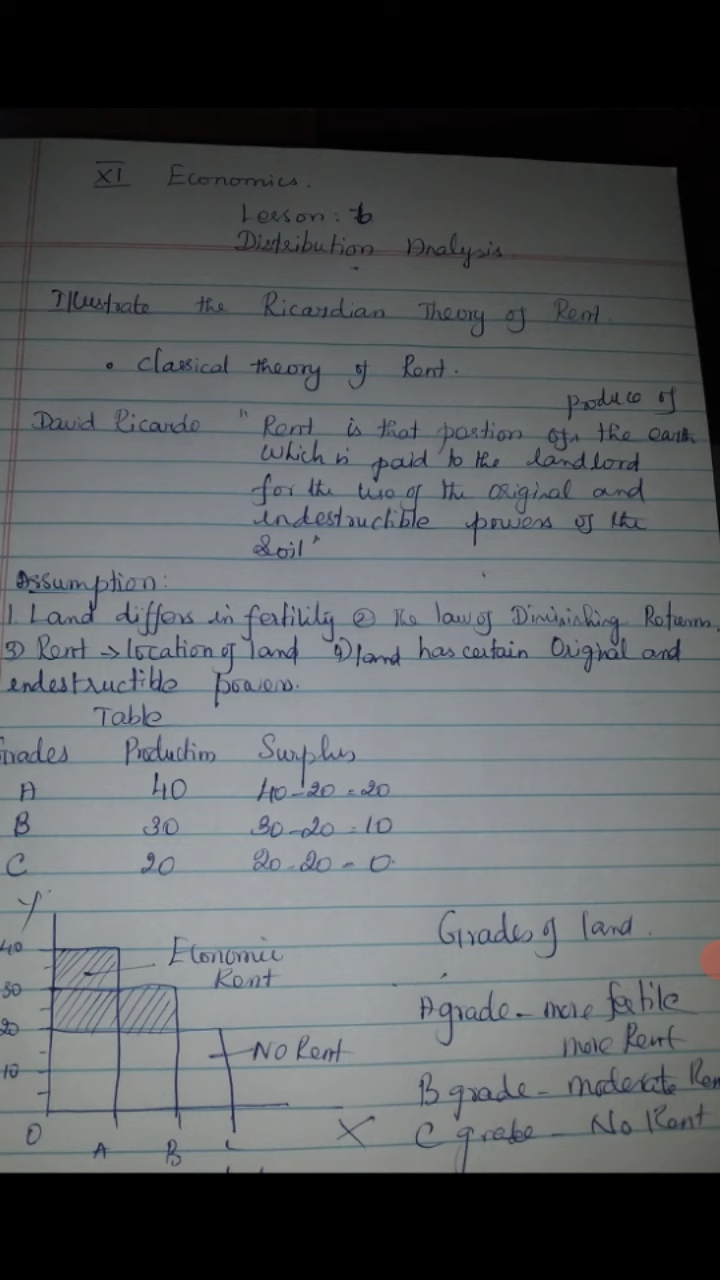 XI Economics.
Lesson: 6
Distribution Analysis.
Illustrate the Ricardian Theory of Rent.
• Classical theory of Rent.
produce of
David Ricardo "Rent is that portion of the earth
which is paid to the landlord
for the use of the original and
indestructible powers of the
Soil"
Assumption:
1. Land differs in fertility ② The law of Diminishing Returns.
3) Rent → location of land 4) land has certain Original and
endestructible powers.
Table
Grades Production Surplus
A 40 40-20=20
B 30 30-20=10
C 20 20-20=0
Y
40
30
20
10
O
A B C
X
Economic
Rent
No Rent
Grades of land.
A grade - more fertile
more Rent
B grade - moderate Ren
C grade - No Rent